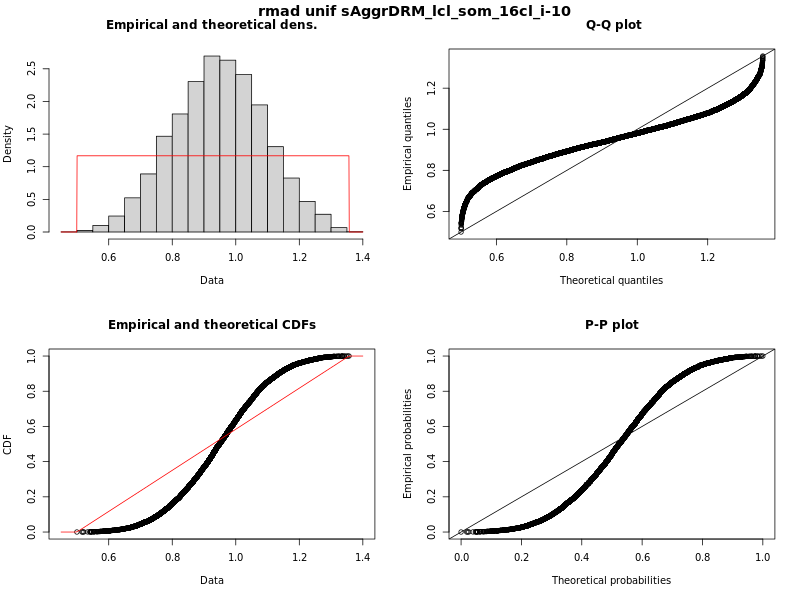 rmad unif sAggrDRM_lcl_som_16cl_i-10
Empirical and theoretical dens.
Density
0.0 0.5 1.0 1.5 2.0 2.5
0.6 0.8 1.0 1.2 1.4
Data
Q-Q plot
Empirical quantiles
0.6 0.8 1.0 1.2
0.6 0.8 1.0 1.2
Theoretical quantiles
Empirical and theoretical CDFs
CDF
0.0 0.2 0.4 0.6 0.8 1.0
0.6 0.8 1.0 1.2 1.4
Data
P-P plot
Empirical probabilities
0.0 0.2 0.4 0.6 0.8 1.0
0.0 0.2 0.4 0.6 0.8 1.0
Theoretical probabilities